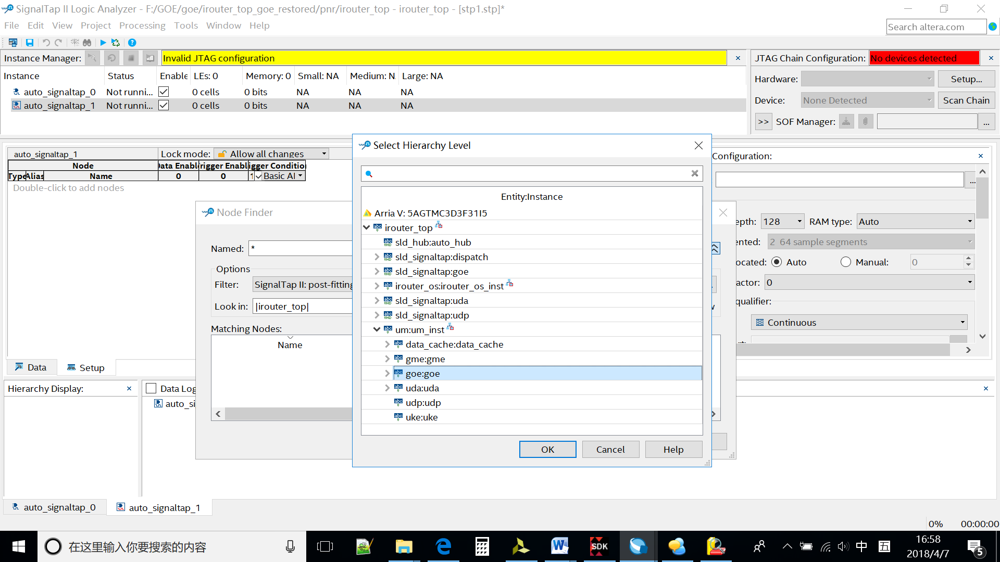 SignalTap II Logic Analyzer - F:/GOE/goe/irouter_top_goe_restored/pnr/irouter_top - irouter_top - [stp1.stp]*
File Edit View Project Processing Tools Window Help
Search altera.com
Instance Manager: Invalid JTAG configuration
JTAG Chain Configuration: No devices detected
Instance Status Enable LEs: 0 Memory: 0 Small: NA Medium: N. Large: NA
auto_signaltap_0 Not runni... 0 cells 0 bits NA NA NA
auto_signaltap_1 Not runni... 0 cells 0 bits NA NA NA
Hardware: Setup...
Device: None Detected Scan Chain
>> SOF Manager: ...
auto_signaltap_1 Lock mode: Allow all changes
Node Data Enabl rigger Enabl igger Conditio
Type Alias Name 0 0 1 Basic AI
Double-click to add nodes
Node Finder
Named: *
Options
Filter: SignalTap II: post-fitting
Look in: |irouter_top|
Matching Nodes:
Name
Select Hierarchy Level
Entity:Instance
Arria V: 5AGTMC3D3F31I5
irouter_top
sld_hub:auto_hub
sld_signaltap:dispatch
sld_signaltap:goe
irouter_os:irouter_os_inst
sld_signaltap:uda
sld_signaltap:udp
um:um_inst
data_cache:data_cache
gme:gme
goe:goe
uda:uda
udp:udp
uke:uke
OK Cancel Help
Configuration:
...
epth: 128 RAM type: Auto
ented: 2 64 sample segments
ocated: Auto Manual: 0
actor: 0
qualifier:
Continuous
Data Setup
Hierarchy Display:
Data Log
auto_si
auto_signaltap_0 auto_signaltap_1
0% 00:00:00
在这里输入你要搜索的内容
SDK
中
五
16:58
2018/4/7
5